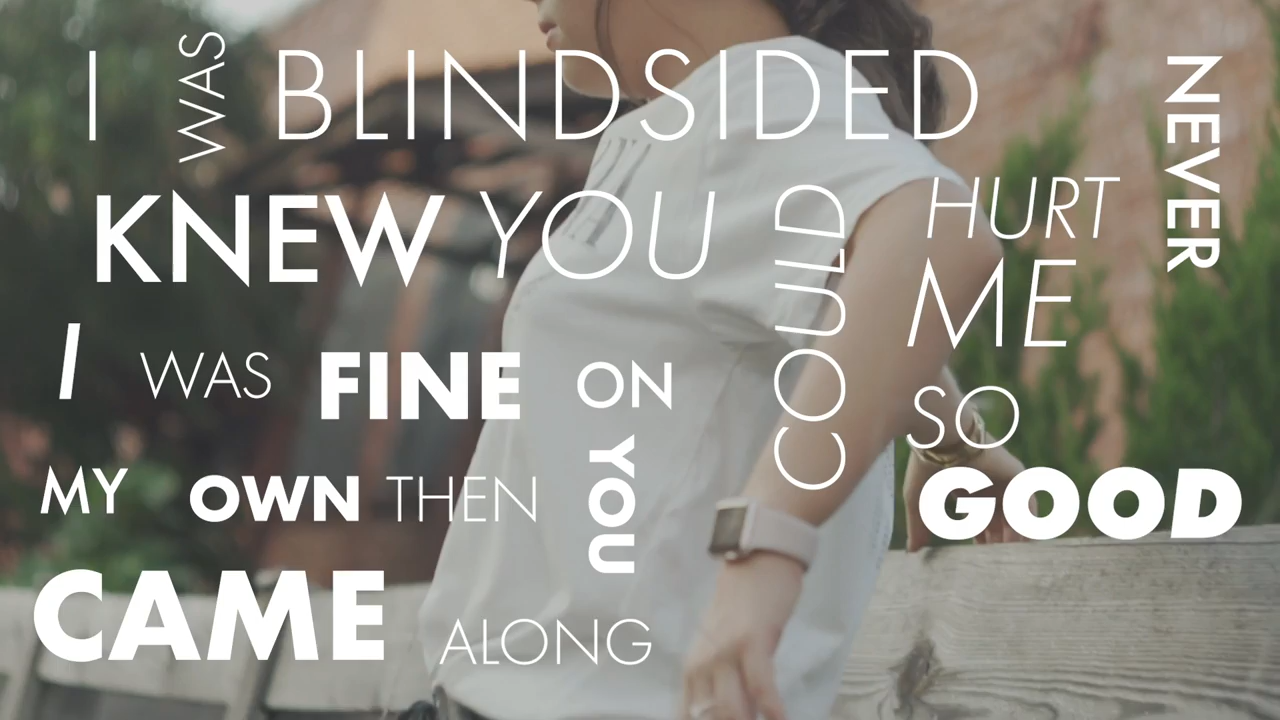 I WAS BLINDSIDED NEVER
KNEW YOU COULD HURT
ME
SO
GOOD
I WAS FINE ON
MY OWN THEN YOU
CAME ALONG